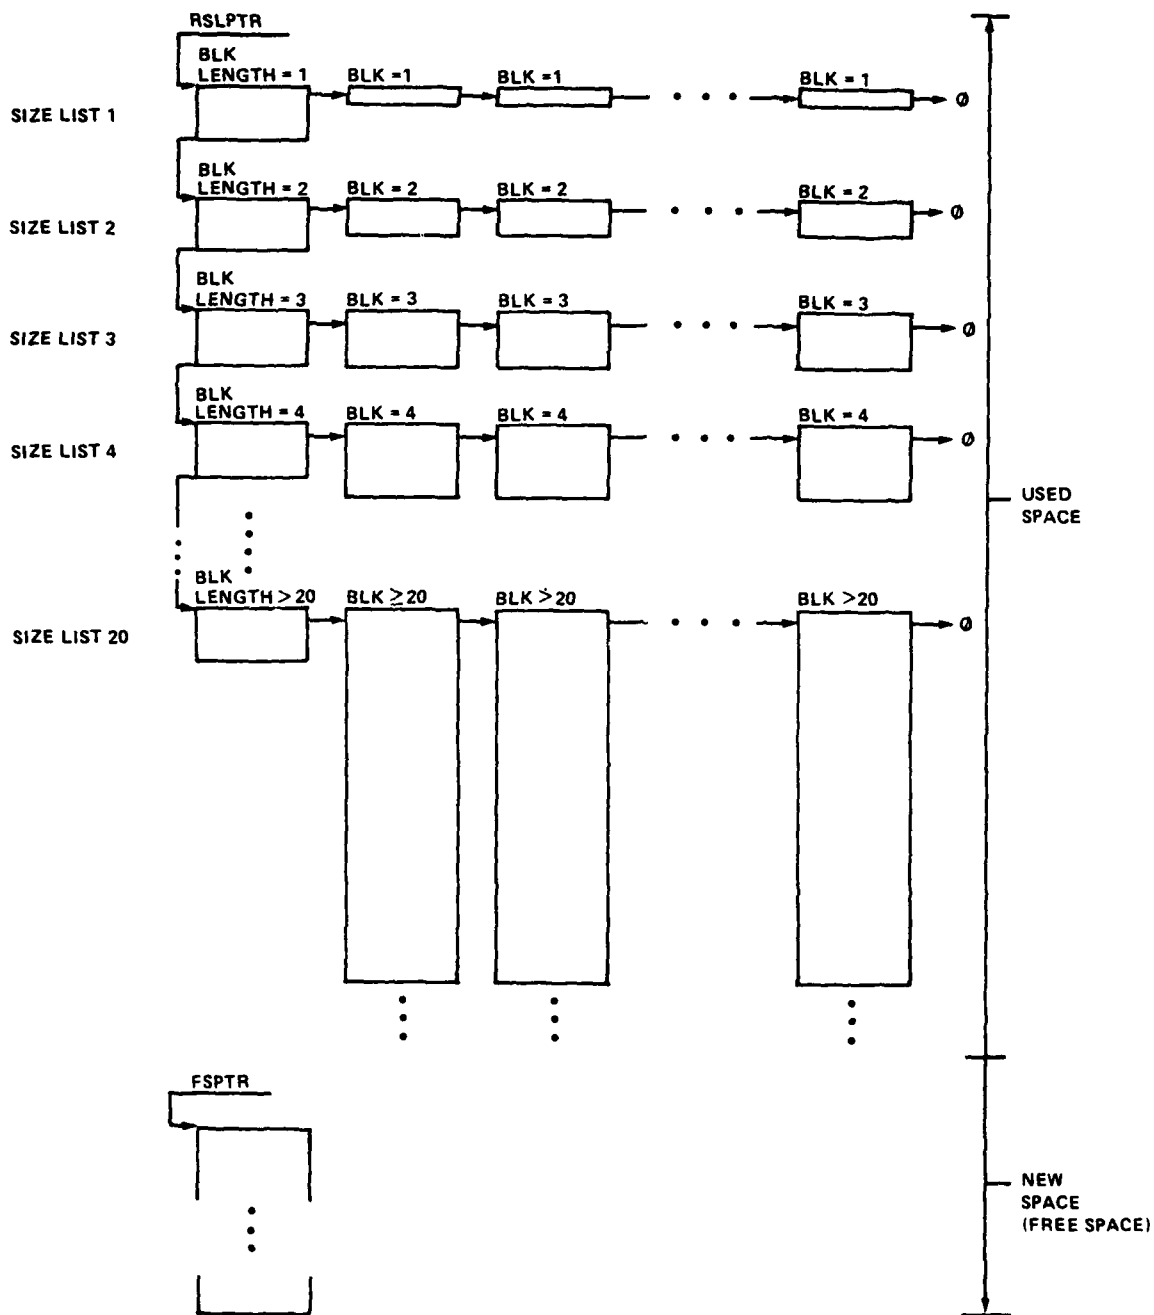 RSLPTR
BLK
LENGTH = 1
BLK =1
BLK =1
BLK = 1
SIZE LIST 1
Ø
BLK
LENGTH = 2
BLK = 2
BLK = 2
BLK = 2
SIZE LIST 2
Ø
BLK
LENGTH = 3
BLK = 3
BLK = 3
BLK = 3
SIZE LIST 3
Ø
BLK
LENGTH = 4
BLK = 4
BLK = 4
BLK = 4
SIZE LIST 4
Ø
USED
SPACE
BLK
LENGTH > 20
BLK ≥ 20
BLK > 20
BLK > 20
SIZE LIST 20
Ø
FSPTR
NEW
SPACE
(FREE SPACE)